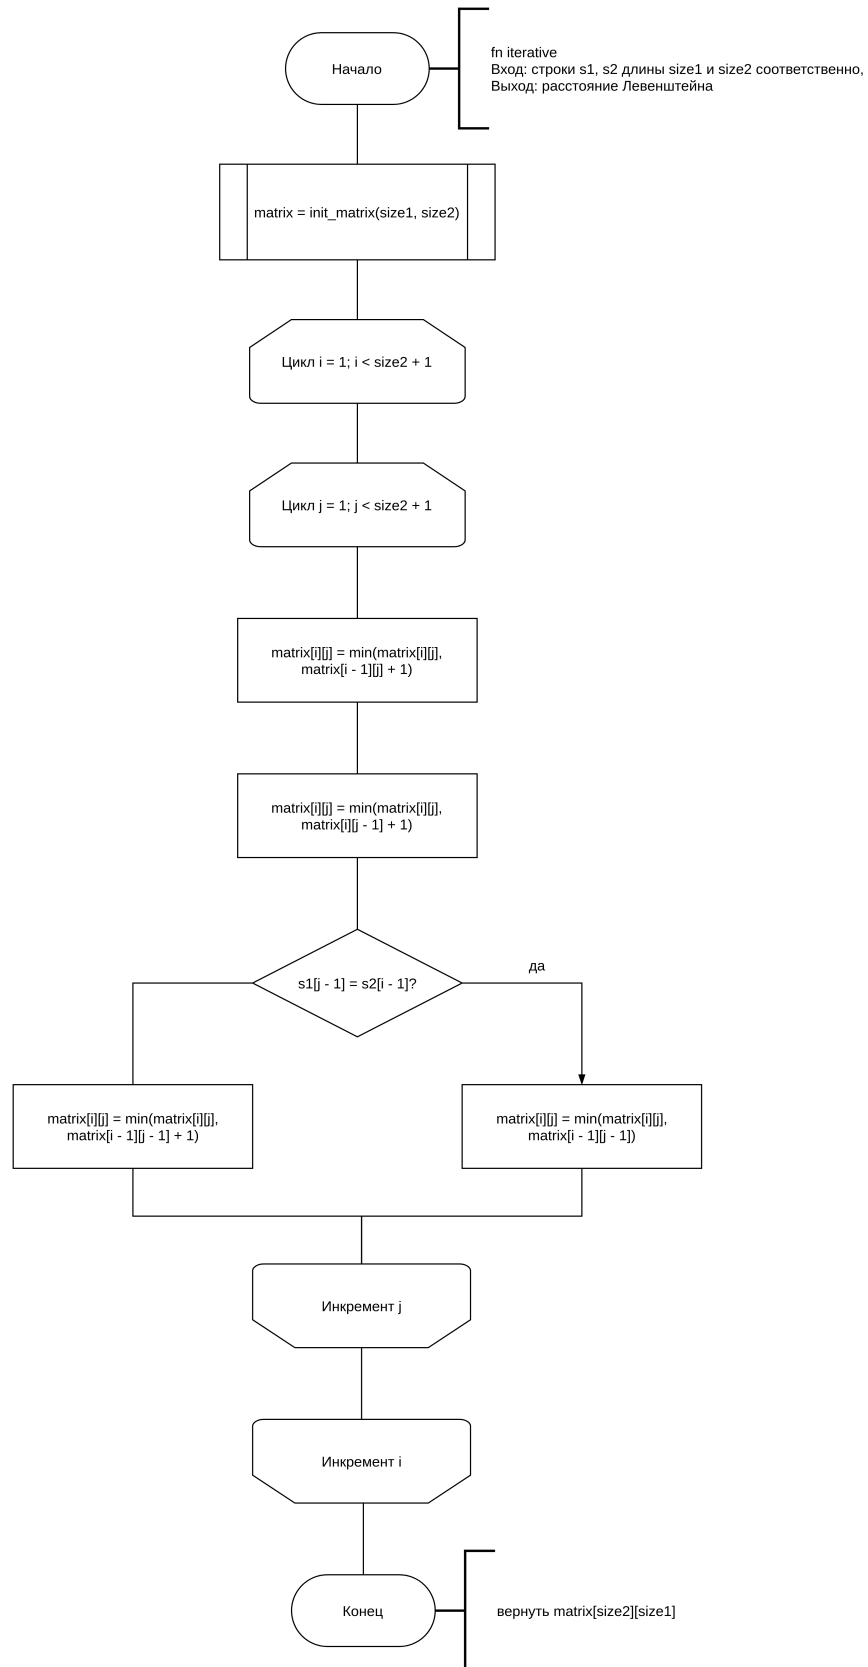 Начало
fn iterative
Вход: строки s1, s2 длины size1 и size2 соответственно,
Выход: расстояние Левенштейна
matrix = init_matrix(size1, size2)
Цикл i = 1; i < size2 + 1
Цикл j = 1; j < size2 + 1
matrix[i][j] = min(matrix[i][j],
matrix[i - 1][j] + 1)
matrix[i][j] = min(matrix[i][j],
matrix[i][j - 1] + 1)
да
s1[j - 1] = s2[i - 1]?
matrix[i][j] = min(matrix[i][j],
matrix[i - 1][j - 1] + 1)
matrix[i][j] = min(matrix[i][j],
matrix[i - 1][j - 1])
Инкремент j
Инкремент i
Конец
вернуть matrix[size2][size1]